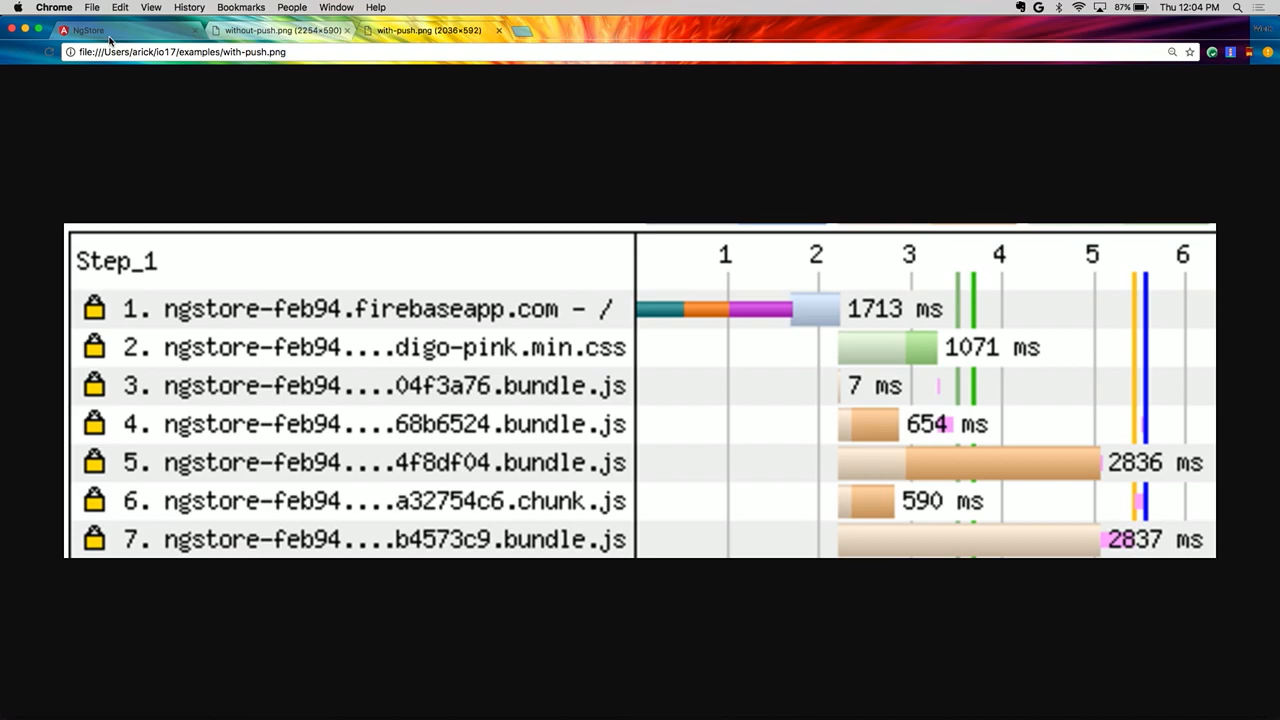 Chrome File Edit View History Bookmarks People Window Help 87% Thu 12:04 PM
NgStore without-push.png (2254×590) with-push.png (2036×592)
file:///Users/arick/io17/examples/with-push.png
Step_1 1 2 3 4 5 6
1. ngstore-feb94.firebaseapp.com - / 1713 ms
2. ngstore-feb94....digo-pink.min.css 1071 ms
3. ngstore-feb94....04f3a76.bundle.js 7 ms
4. ngstore-feb94....68b6524.bundle.js 654 ms
5. ngstore-feb94....4f8df04.bundle.js 2836 ms
6. ngstore-feb94....a32754c6.chunk.js 590 ms
7. ngstore-feb94....b4573c9.bundle.js 2837 ms